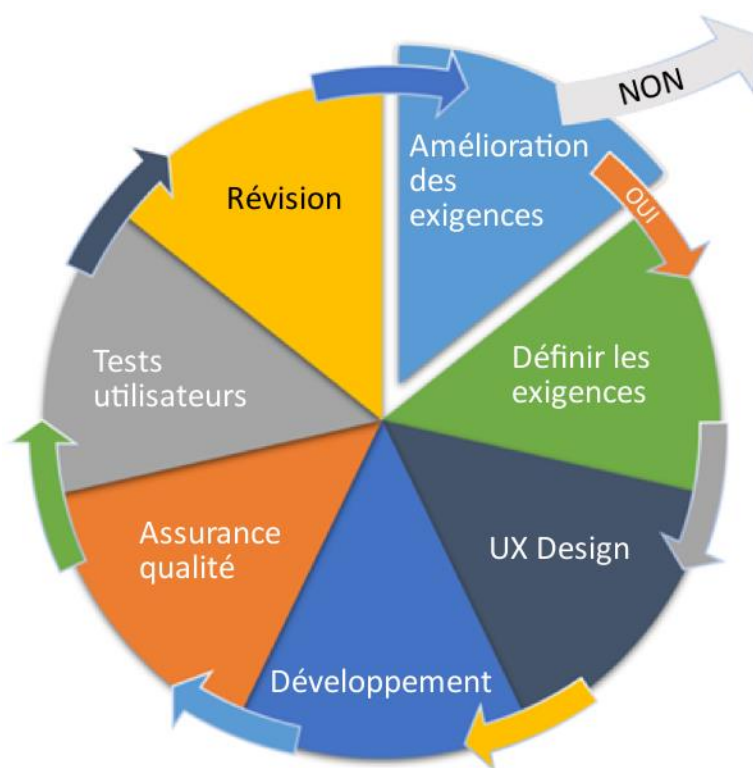 NON
Amélioration
des
exigences
OUI
Révision
Définir les
exigences
Tests
utilisateurs
UX Design
Assurance
qualité
Développement